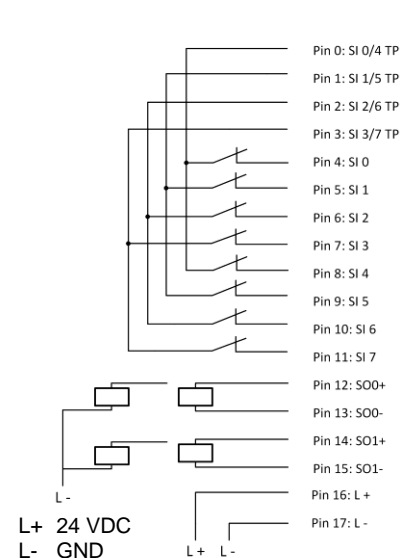 Pin 0: SI 0/4 TP
Pin 1: SI 1/5 TP
Pin 2: SI 2/6 TP
Pin 3: SI 3/7 TP
Pin 4: SI 0
Pin 5: SI 1
Pin 6: SI 2
Pin 7: SI 3
Pin 8: SI 4
Pin 9: SI 5
Pin 10: SI 6
Pin 11: SI 7
Pin 12: SO0+
Pin 13: SO0-
Pin 14: SO1+
Pin 15: SO1-
L -
Pin 16: L +
Pin 17: L -
L+ 24 VDC
L- GND
L + L -